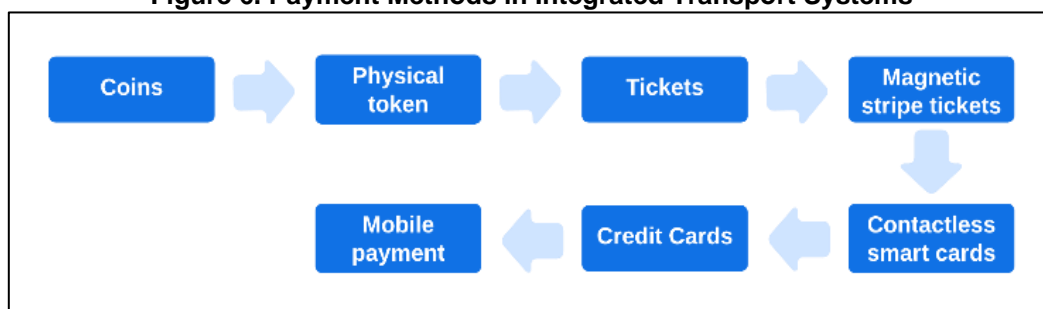 Coins
Physical
token
Tickets
Magnetic
stripe tickets
Contactless
smart cards
Credit Cards
Mobile
payment